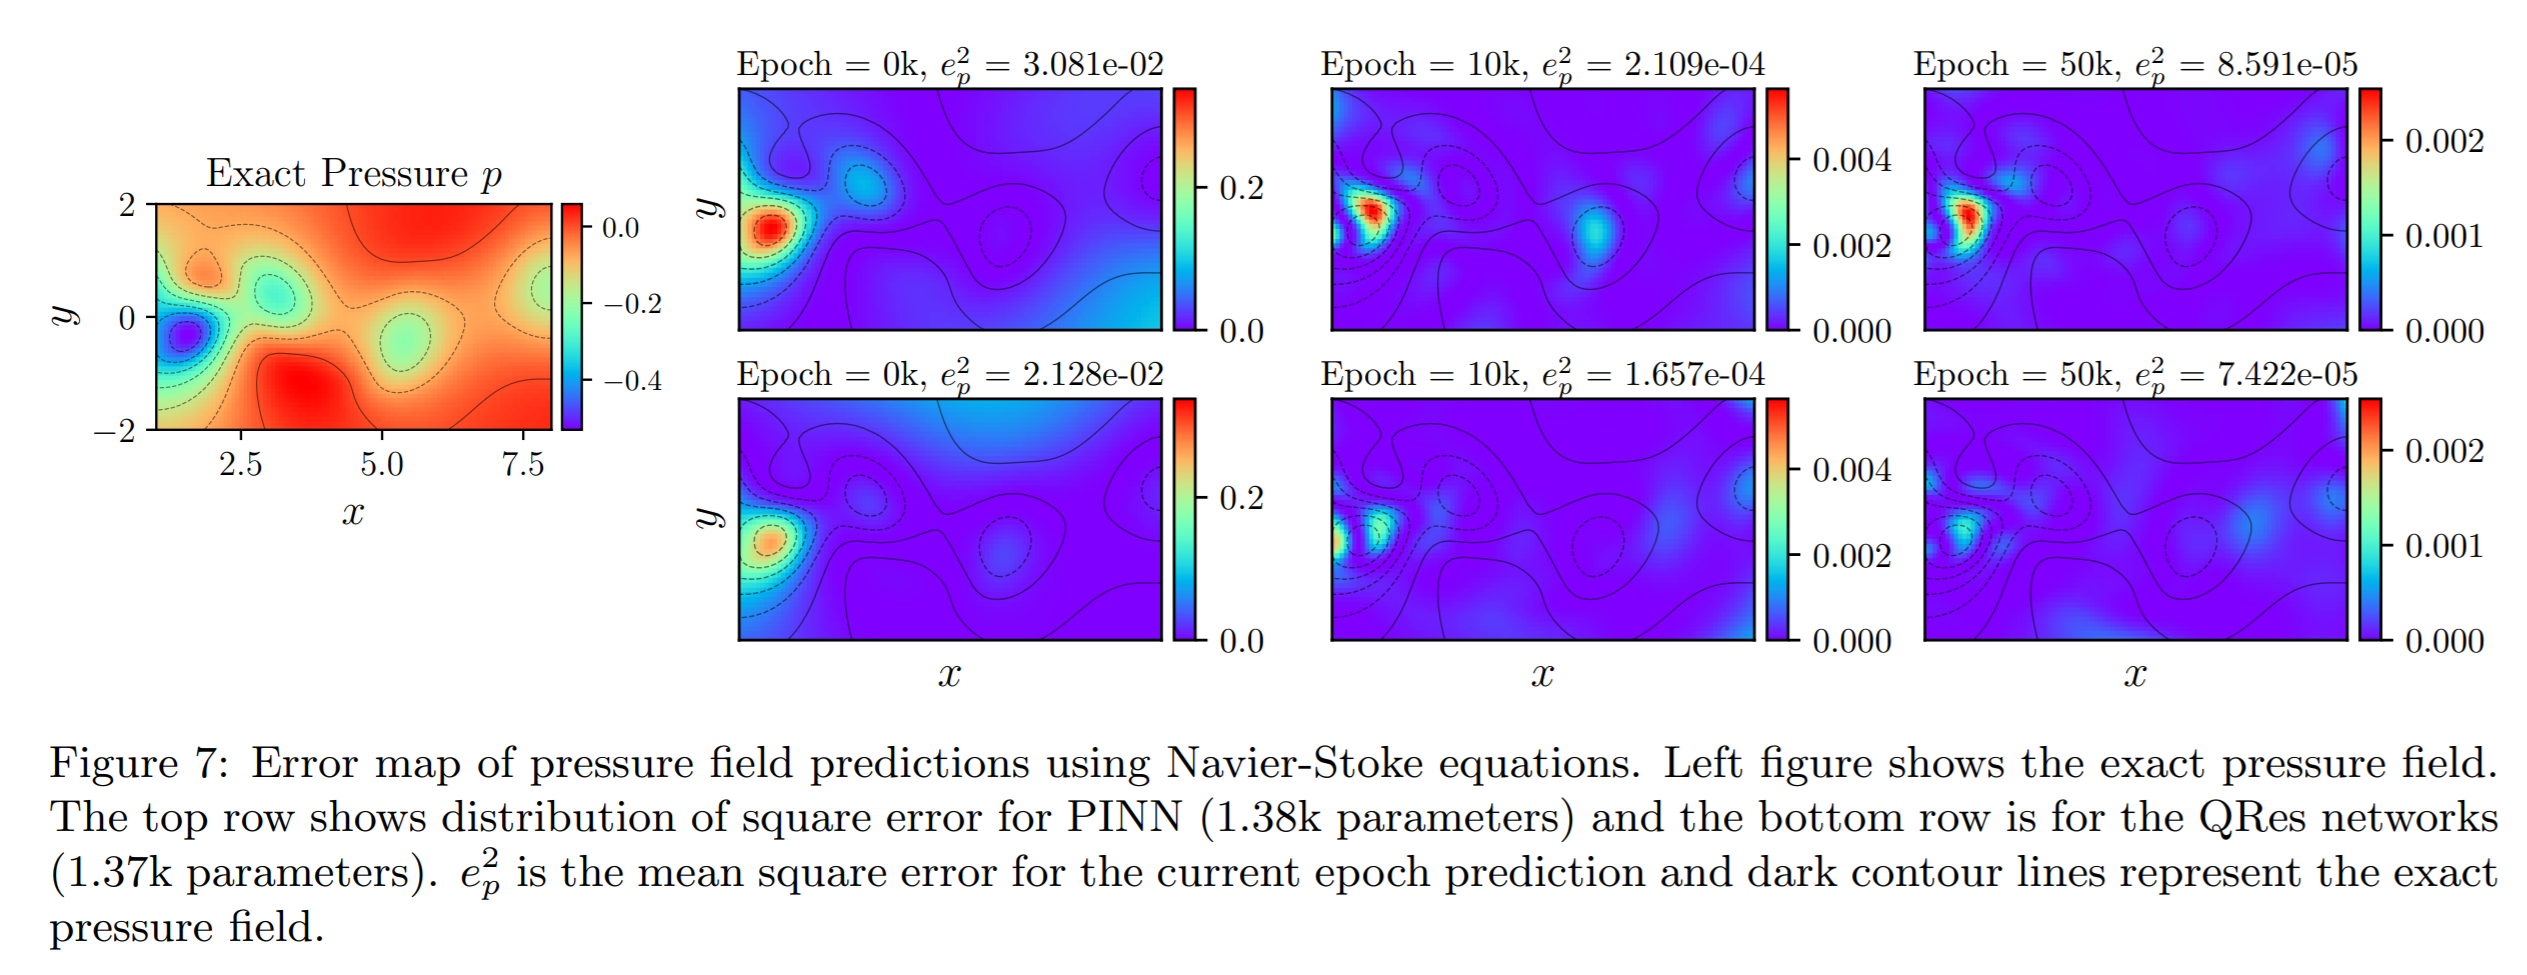 Exact Pressure p
y
2
0
−2
2.5 5.0 7.5
x
0.0
−0.2
−0.4
Epoch = 0k, e_p^2 = 3.081e-02
y
0.2
0.0
Epoch = 10k, e_p^2 = 2.109e-04
0.004
0.002
0.000
Epoch = 50k, e_p^2 = 8.591e-05
0.002
0.001
0.000
Epoch = 0k, e_p^2 = 2.128e-02
y
0.2
0.0
x
Epoch = 10k, e_p^2 = 1.657e-04
0.004
0.002
0.000
x
Epoch = 50k, e_p^2 = 7.422e-05
0.002
0.001
0.000
x
Figure 7: Error map of pressure field predictions using Navier-Stoke equations. Left figure shows the exact pressure field.
The top row shows distribution of square error for PINN (1.38k parameters) and the bottom row is for the QRes networks
(1.37k parameters). e_p^2 is the mean square error for the current epoch prediction and dark contour lines represent the exact
pressure field.